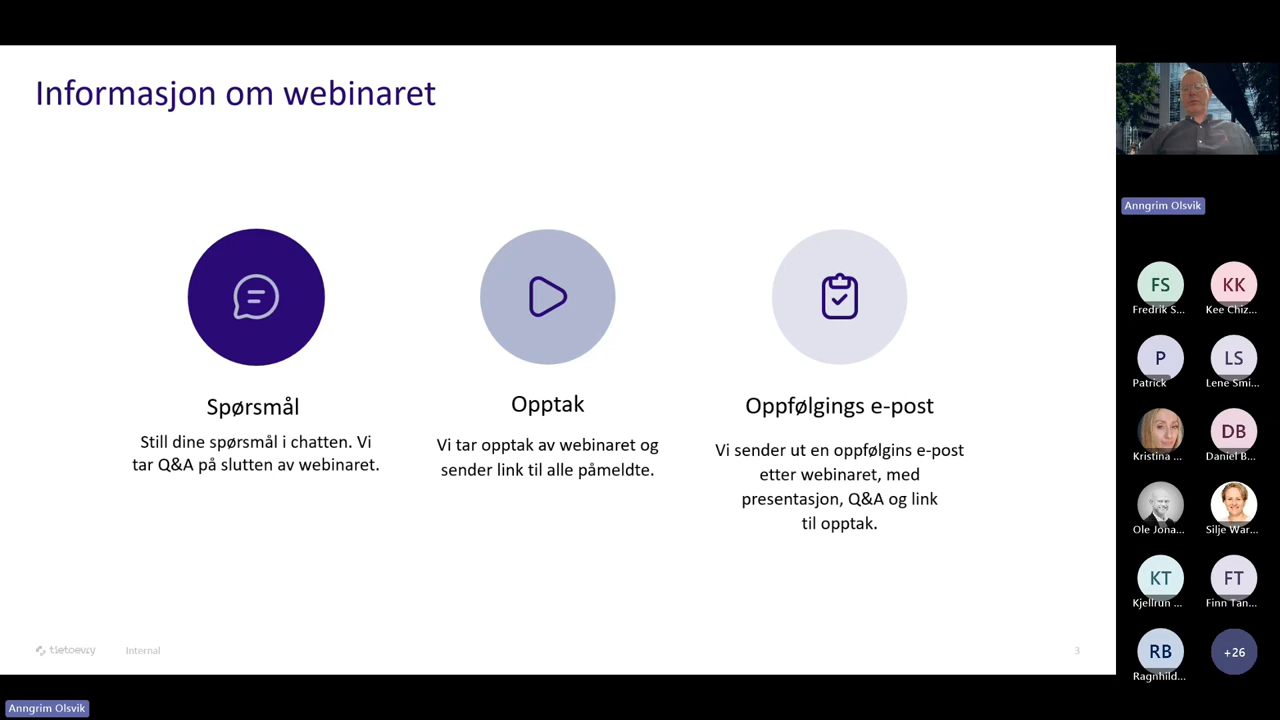 Informasjon om webinaret
Spørsmål
Still dine spørsmål i chatten. Vi
tar Q&A på slutten av webinaret.
Opptak
Vi tar opptak av webinaret og
sender link til alle påmeldte.
Oppfølgings e-post
Vi sender ut en oppfølgins e-post
etter webinaret, med
presentasjon, Q&A og link
til opptak.
tietoevry
Internal
3
Anngrim Olsvik
FS
Fredrik S...
KK
Kee Chiz...
P
Patrick
LS
Lene Smi...
Kristina ...
DB
Daniel B...
Ole Jona...
Silje War...
KT
Kjellrun ...
FT
Finn Tan...
RB
Ragnhild...
+26
Anngrim Olsvik